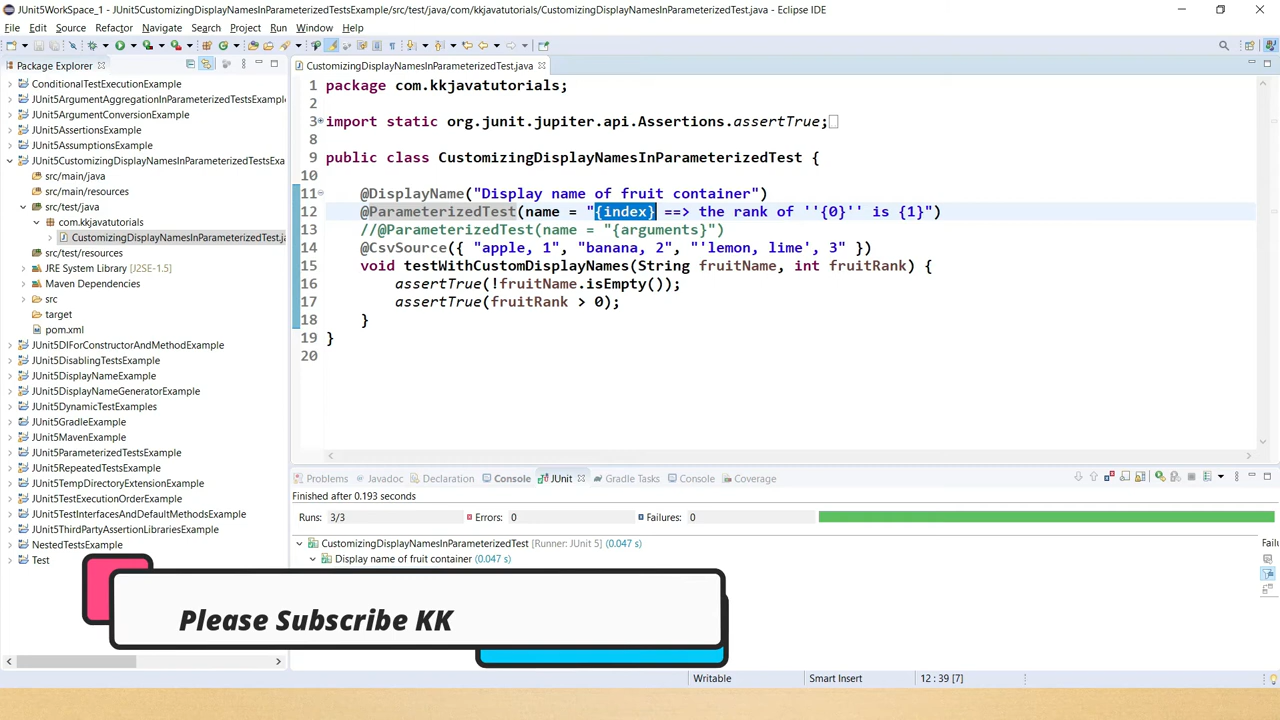 JUnit5WorkSpace_1 - JUnit5CustomizingDisplayNamesInParameterizedTestsExample/src/test/java/com/kkjavatutorials/CustomizingDisplayNamesInParameterizedTest.java - Eclipse IDE
File Edit Source Refactor Navigate Search Project Run Window Help
Package Explorer
ConditionalTestExecutionExample
JUnit5ArgumentAggregationInParameterizedTestsExample
JUnit5ArgumentConversionExample
JUnit5AssertionsExample
JUnit5AssumptionsExample
JUnit5CustomizingDisplayNamesInParameterizedTestsExa
src/main/java
src/main/resources
src/test/java
com.kkjavatutorials
CustomizingDisplayNamesInParameterizedTest.ja
src/test/resources
JRE System Library [J2SE-1.5]
Maven Dependencies
src
target
pom.xml
JUnit5DIForConstructorAndMethodExample
JUnit5DisablingTestsExample
JUnit5DisplayNameExample
JUnit5DisplayNameGeneratorExample
JUnit5DynamicTestExamples
JUnit5GradleExample
JUnit5MavenExample
JUnit5ParameterizedTestsExample
JUnit5RepeatedTestsExample
JUnit5TempDirectoryExtensionExample
JUnit5TestExecutionOrderExample
JUnit5TestInterfacesAndDefaultMethodsExample
JUnit5ThirdPartyAssertionLibrariesExample
NestedTestsExample
Test
CustomizingDisplayNamesInParameterizedTest.java
1 package com.kkjavatutorials;
2
3 import static org.junit.jupiter.api.Assertions.assertTrue;
8
9 public class CustomizingDisplayNamesInParameterizedTest {
10
11 @DisplayName("Display name of fruit container")
12 @ParameterizedTest(name = "{index} ==> the rank of ''{0}'' is {1}")
13 //@ParameterizedTest(name = "{arguments}")
14 @CsvSource({ "apple, 1", "banana, 2", "'lemon, lime', 3" })
15 void testWithCustomDisplayNames(String fruitName, int fruitRank) {
16 assertTrue(!fruitName.isEmpty());
17 assertTrue(fruitRank > 0);
18 }
19 }
20
Problems Javadoc Declaration Console JUnit Gradle Tasks Console Coverage
Finished after 0.193 seconds
Runs: 3/3 Errors: 0 Failures: 0
CustomizingDisplayNamesInParameterizedTest [Runner: JUnit 5] (0.047 s)
Display name of fruit container (0.047 s)
Failu
Please Subscribe KK
Writable Smart Insert 12 : 39 [7]